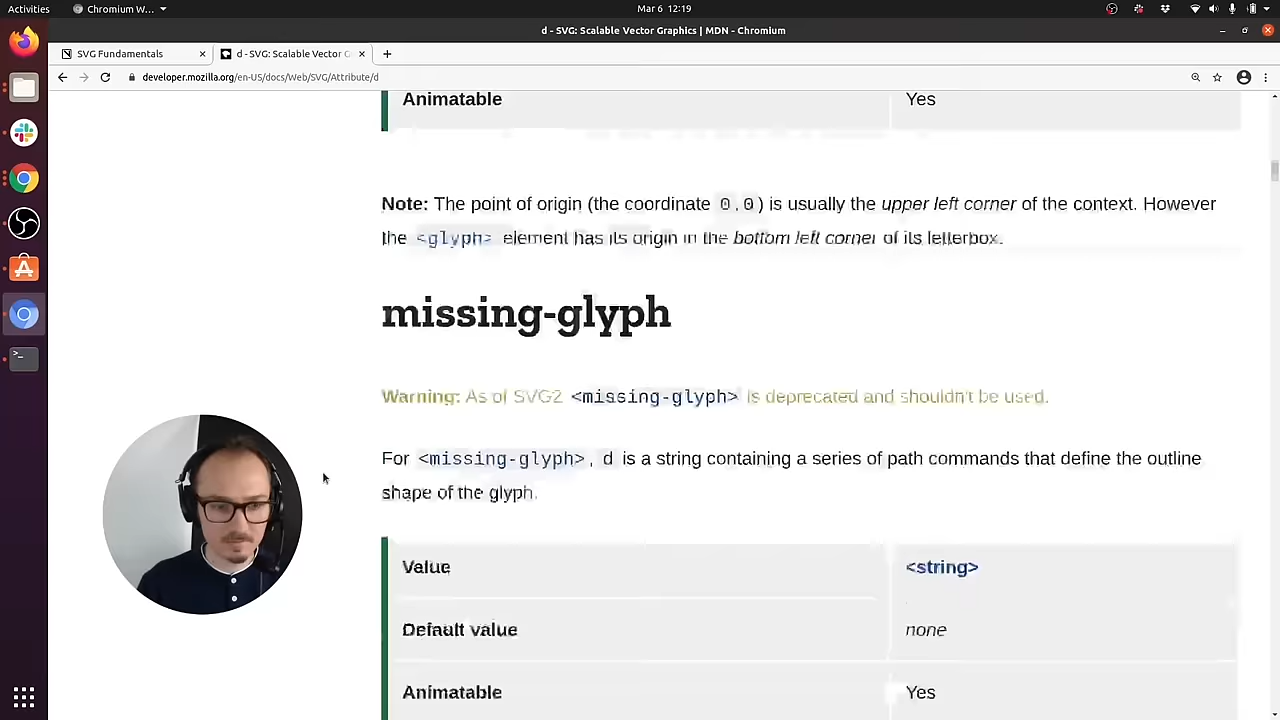 Activities
Chromium W...
Mar 6 12:19
d - SVG: Scalable Vector Graphics | MDN - Chromium
SVG Fundamentals
d - SVG: Scalable Vector G
developer.mozilla.org/en-US/docs/Web/SVG/Attribute/d
Animatable Yes
Note: The point of origin (the coordinate 0,0) is usually the upper left corner of the context. However
the <glyph> element has its origin in the bottom left corner of its letterbox.
missing-glyph
Warning: As of SVG2 <missing-glyph> is deprecated and shouldn't be used.
For <missing-glyph>, d is a string containing a series of path commands that define the outline
shape of the glyph.
Value <string>
Default value none
Animatable Yes